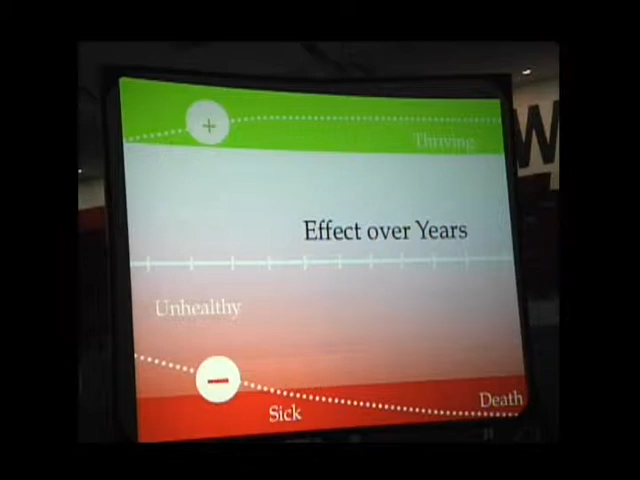 W
+
Thriving
Effect over Years
Unhealthy
−
Sick
Death